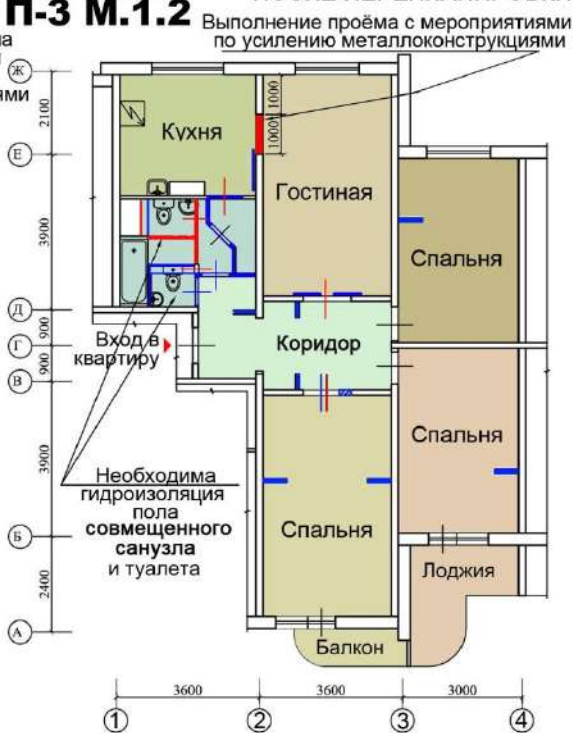 П-3 М.1.2
Выполнение проёма с мероприятиями
по усилению металлоконструкциями
Ж
2100
1000
1000
Кухня
Е
Гостиная
3900
Спальня
Д
900
Вход в
квартиру
Г
Коридор
900
В
Спальня
3900
Необходима
гидроизоляция
пола
совмещенного
санузла
и туалета
Спальня
Б
Лоджия
2400
А
Балкон
3600
3600
3000
1
2
3
4